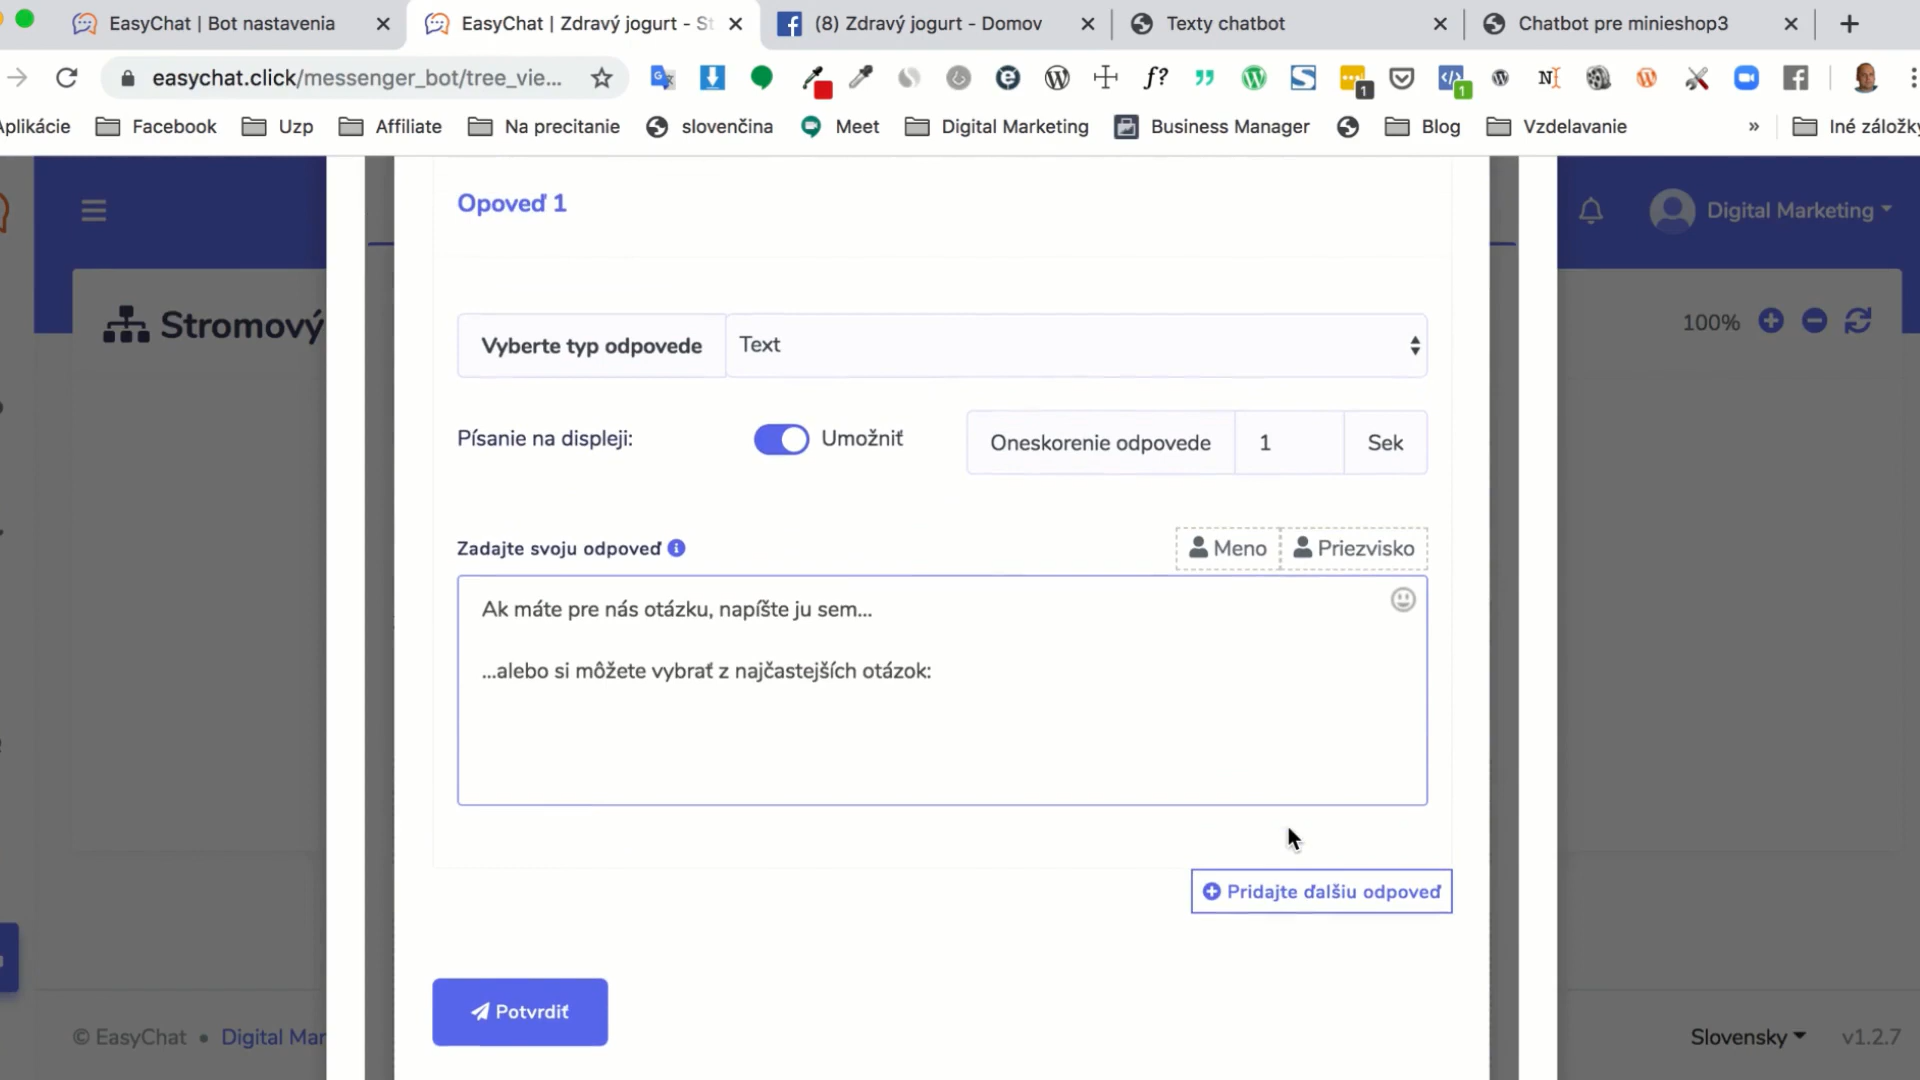 EasyChat | Bot nastavenia
EasyChat | Zdravý jogurt - St
(8) Zdravý jogurt - Domov
Texty chatbot
Chatbot pre minieshop3
easychat.click/messenger_bot/tree_vie...
plikácie
Facebook
Uzp
Affiliate
Na precitanie
slovenčina
Meet
Digital Marketing
Business Manager
Blog
Vzdelavanie
»
Iné záložky
Opoveď 1
Digital Marketing
Stromový
100%
Vyberte typ odpovede
Text
Písanie na displeji:
Umožniť
Oneskorenie odpovede
1
Sek
Zadajte svoju odpoveď
Meno
Priezvisko
Ak máte pre nás otázku, napíšte ju sem...
...alebo si môžete vybrať z najčastejších otázok:
Pridajte ďalšiu odpoveď
Potvrdiť
© EasyChat • Digital Mar
Slovensky
v1.2.7